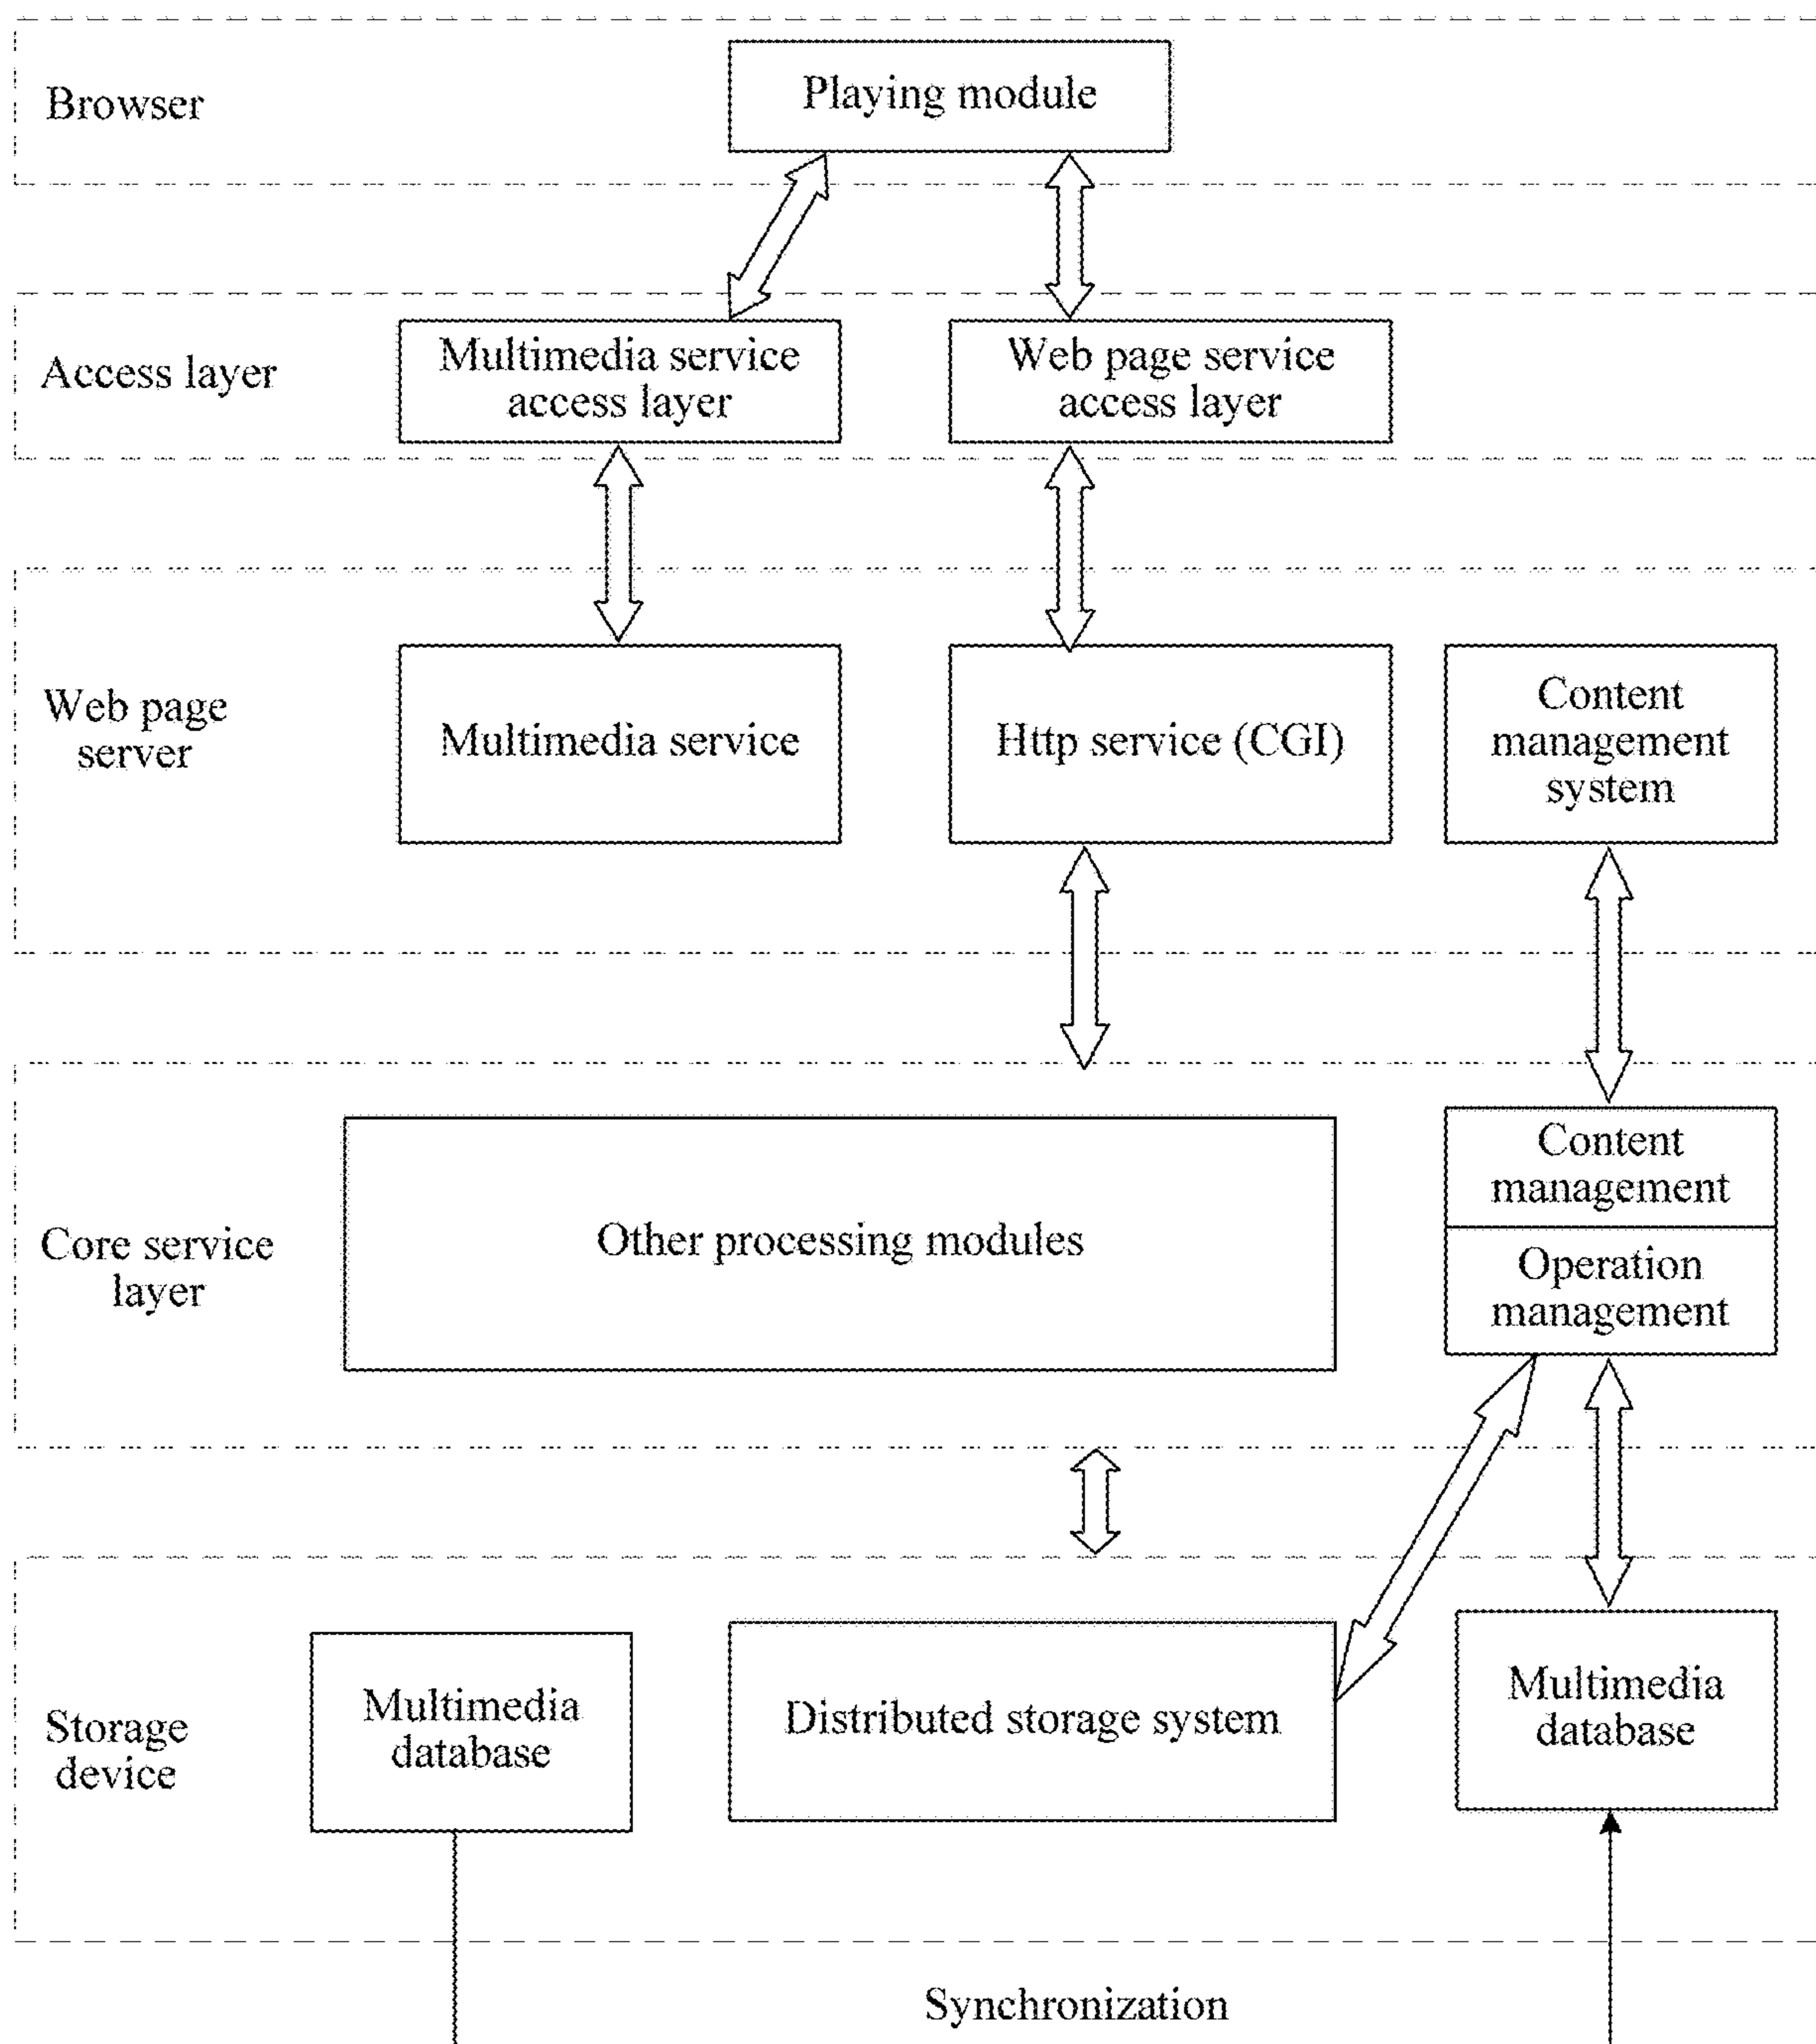 Browser
Playing module
Access layer
Multimedia service
access layer
Web page service
access layer
Web page
server
Multimedia service
Http service (CGI)
Content
management
system
Core service
layer
Other processing modules
Content
management
Operation
management
Storage
device
Multimedia
database
Distributed storage system
Multimedia
database
Synchronization